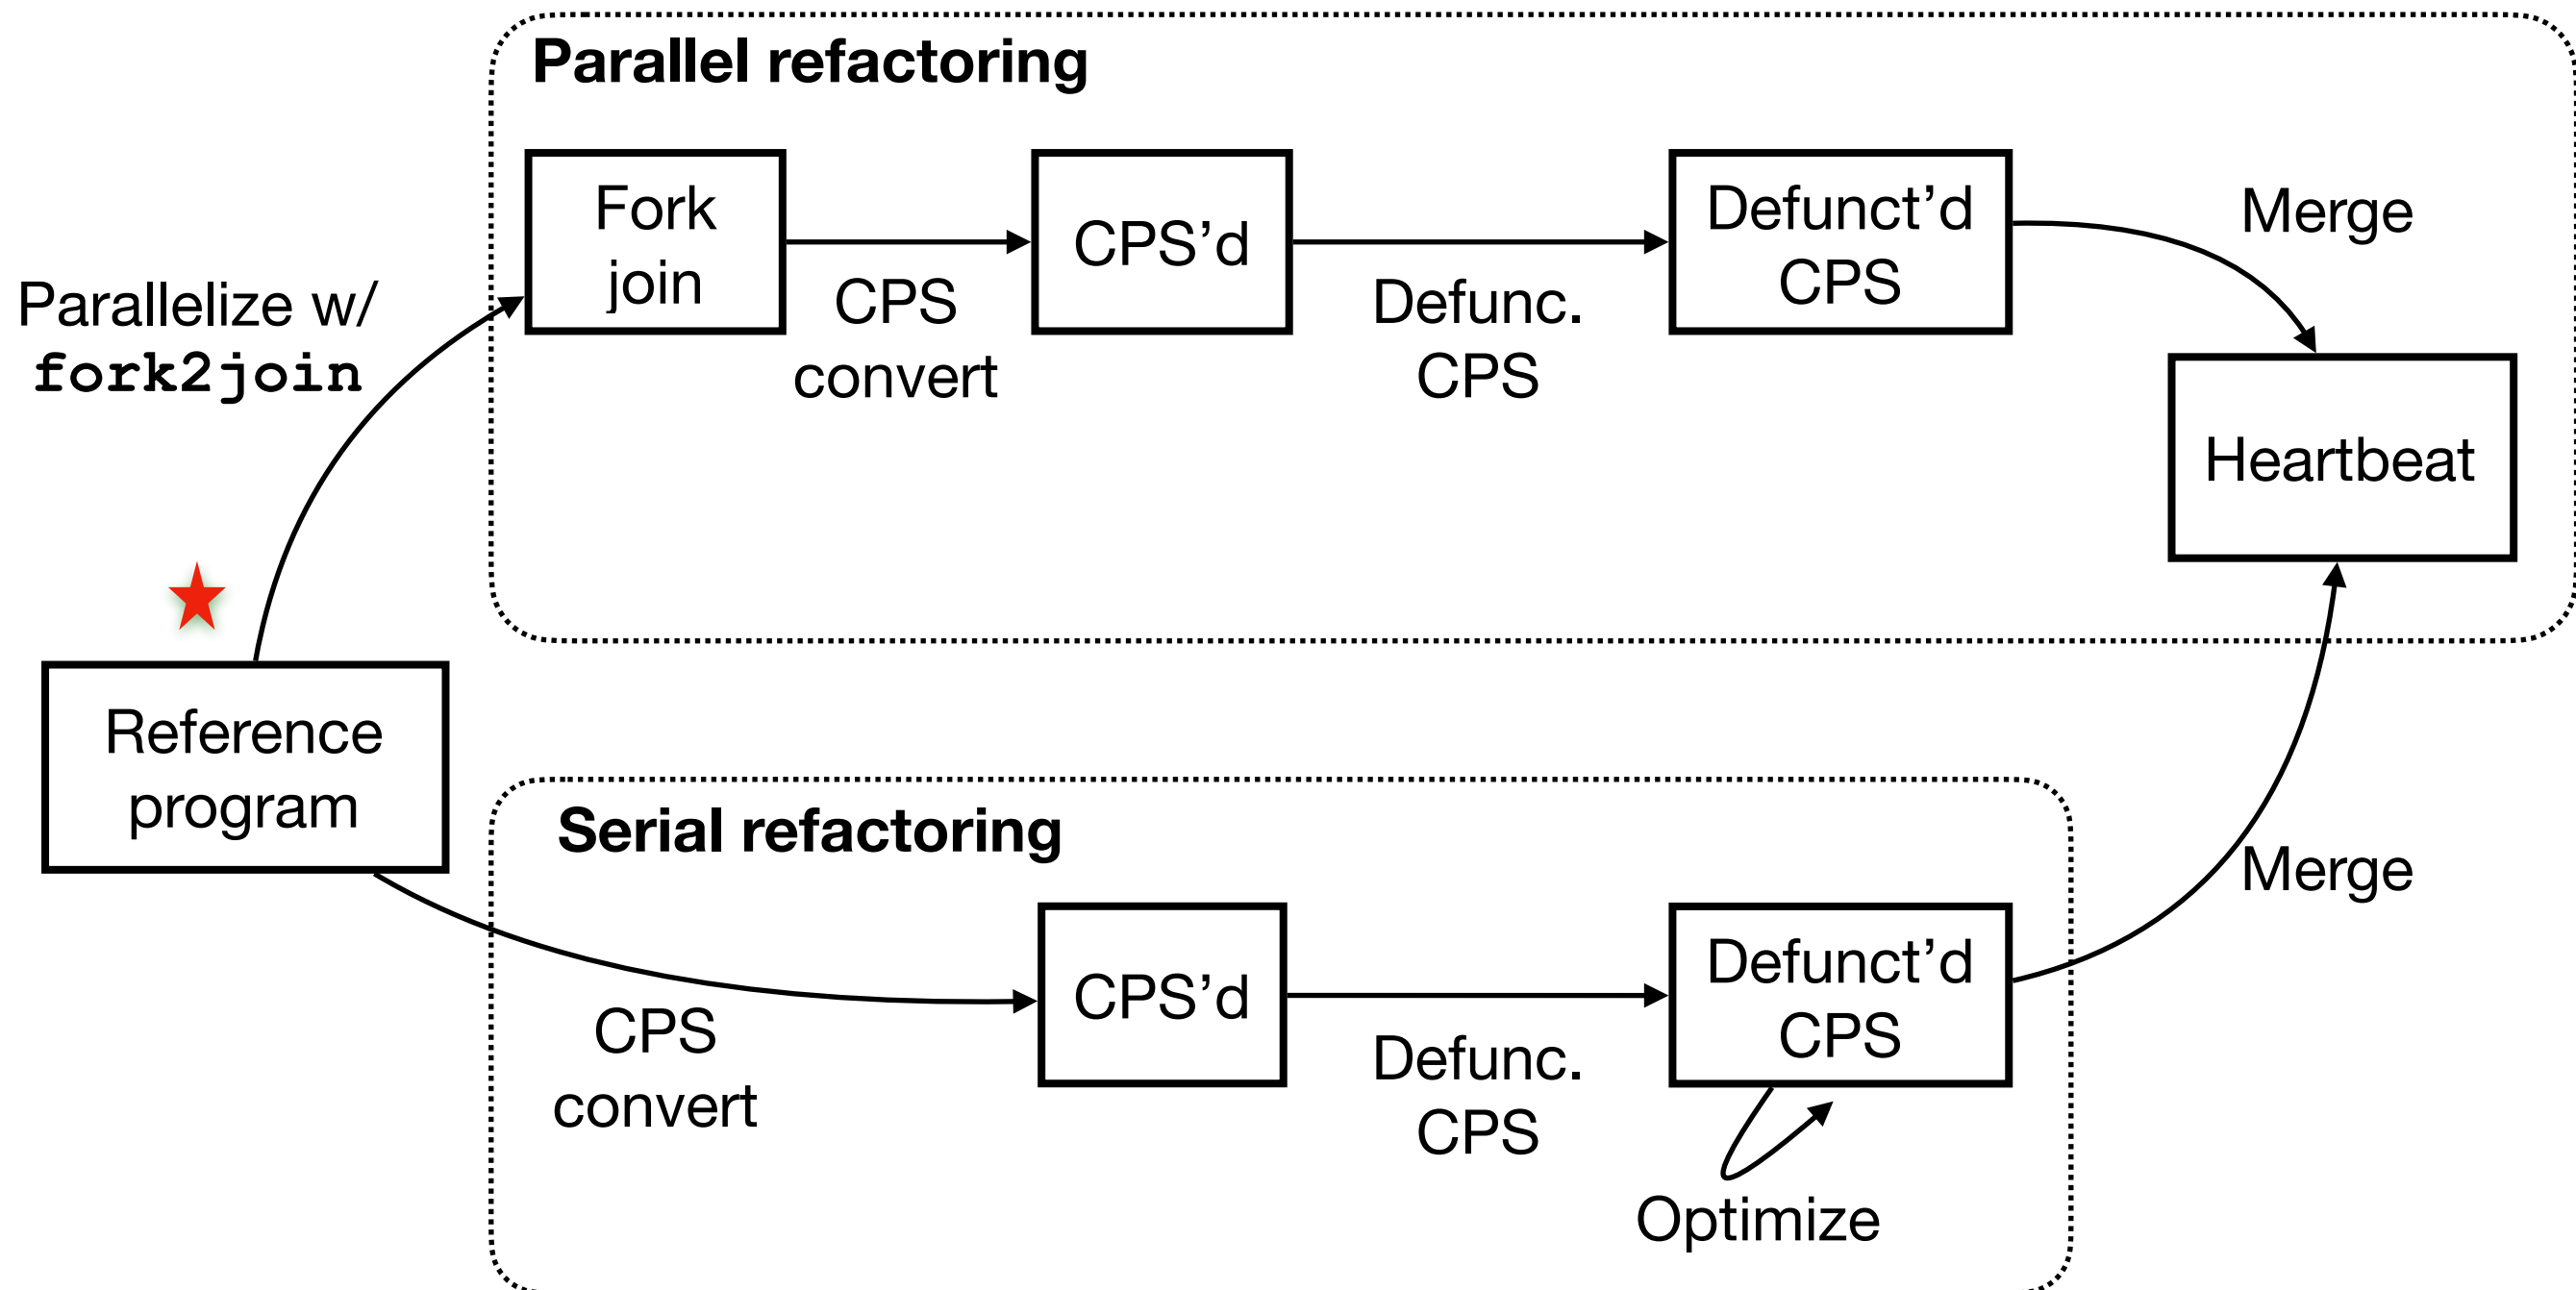 Parallel refactoring
Fork
join
CPS’d
Defunct’d
CPS
Merge
Parallelize w/
fork2join
CPS
convert
Defunc.
CPS
Heartbeat
Reference
program
Serial refactoring
Merge
CPS’d
Defunct’d
CPS
CPS
convert
Defunc.
CPS
Optimize